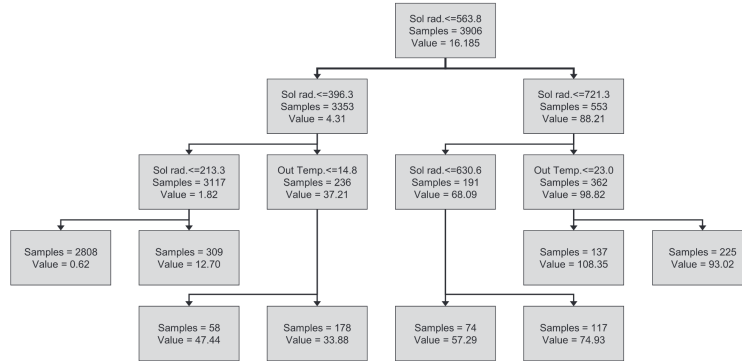 Sol rad.<=563.8
Samples = 3906
Value = 16.185
Sol rad.<=396.3
Samples = 3353
Value = 4.31
Sol rad.<=721.3
Samples = 553
Value = 88.21
Sol rad.<=213.3
Samples = 3117
Value = 1.82
Out Temp.<=14.8
Samples = 236
Value = 37.21
Sol rad.<=630.6
Samples = 191
Value = 68.09
Out Temp.<=23.0
Samples = 362
Value = 98.82
Samples = 2808
Value = 0.62
Samples = 309
Value = 12.70
Samples = 137
Value = 108.35
Samples = 225
Value = 93.02
Samples = 58
Value = 47.44
Samples = 178
Value = 33.88
Samples = 74
Value = 57.29
Samples = 117
Value = 74.93